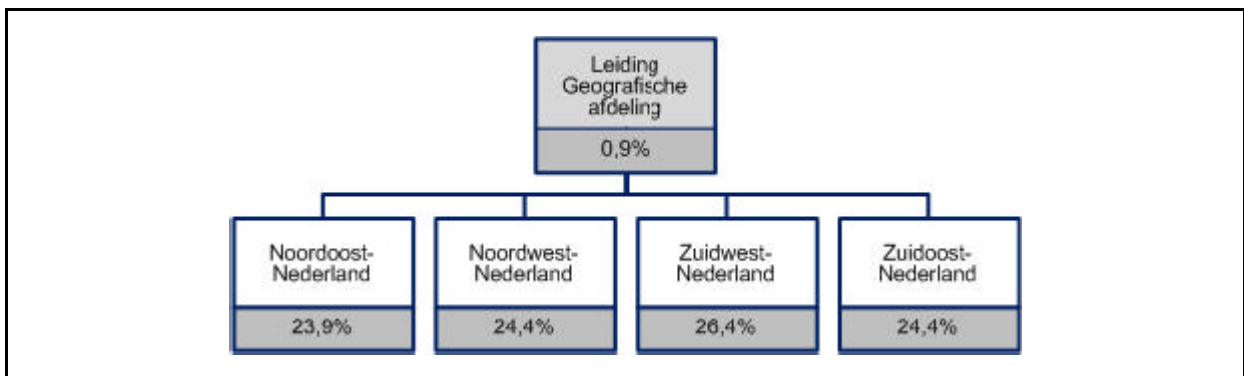 Leiding
Geografische
afdeling
0,9%
Noordoost-
Nederland
23,9%
Noordwest-
Nederland
24,4%
Zuidwest-
Nederland
26,4%
Zuidoost-
Nederland
24,4%